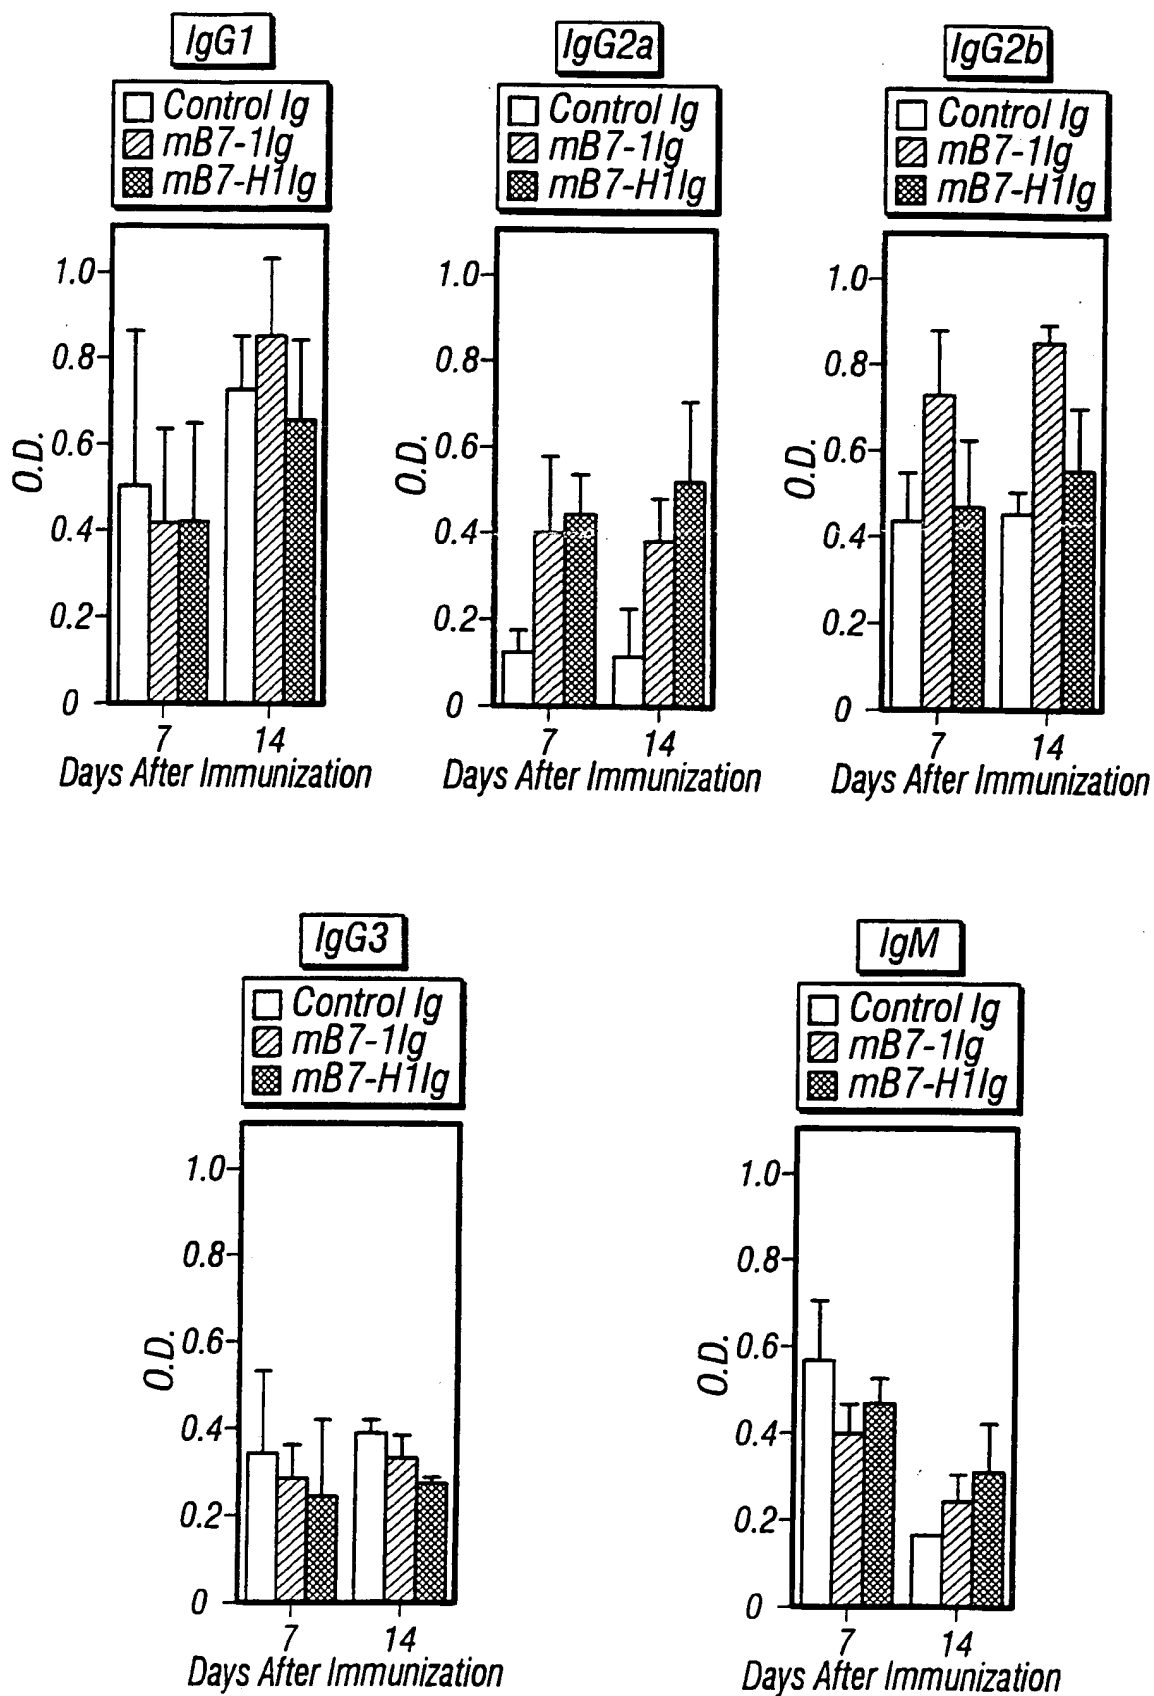 IgG1
Control Ig
mB7-1Ig
mB7-H1Ig
1.0
0.8
0.6
0.4
0.2
0
O.D.
7 14
Days After Immunization
IgG2a
Control Ig
mB7-1Ig
mB7-H1Ig
1.0
0.8
0.6
0.4
0.2
0
O.D.
7 14
Days After Immunization
IgG2b
Control Ig
mB7-1Ig
mB7-H1Ig
1.0
0.8
0.6
0.4
0.2
0
O.D.
7 14
Days After Immunization
IgG3
Control Ig
mB7-1Ig
mB7-H1Ig
1.0
0.8
0.6
0.4
0.2
0
O.D.
7 14
Days After Immunization
IgM
Control Ig
mB7-1Ig
mB7-H1Ig
1.0
0.8
0.6
0.4
0.2
0
O.D.
7 14
Days After Immunization